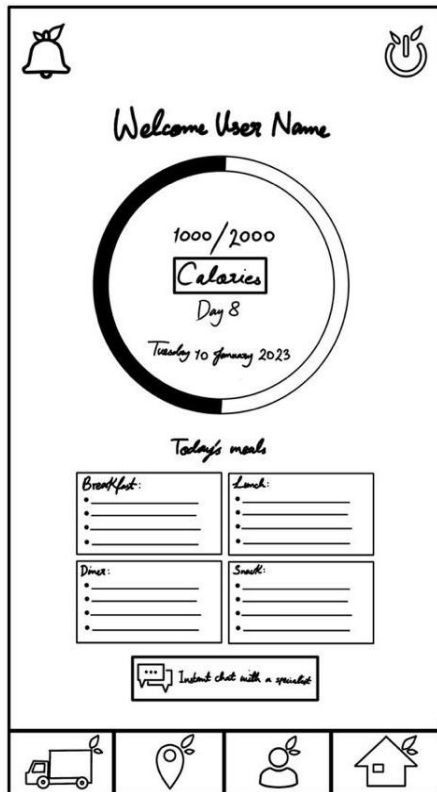 Welcome User Name
1000/2000
Calories
Day 8
Tuesday 10 January 2023
Today's meals
Breakfast:
Lunch:
Diner:
Snack:
Instant chat with a specialist